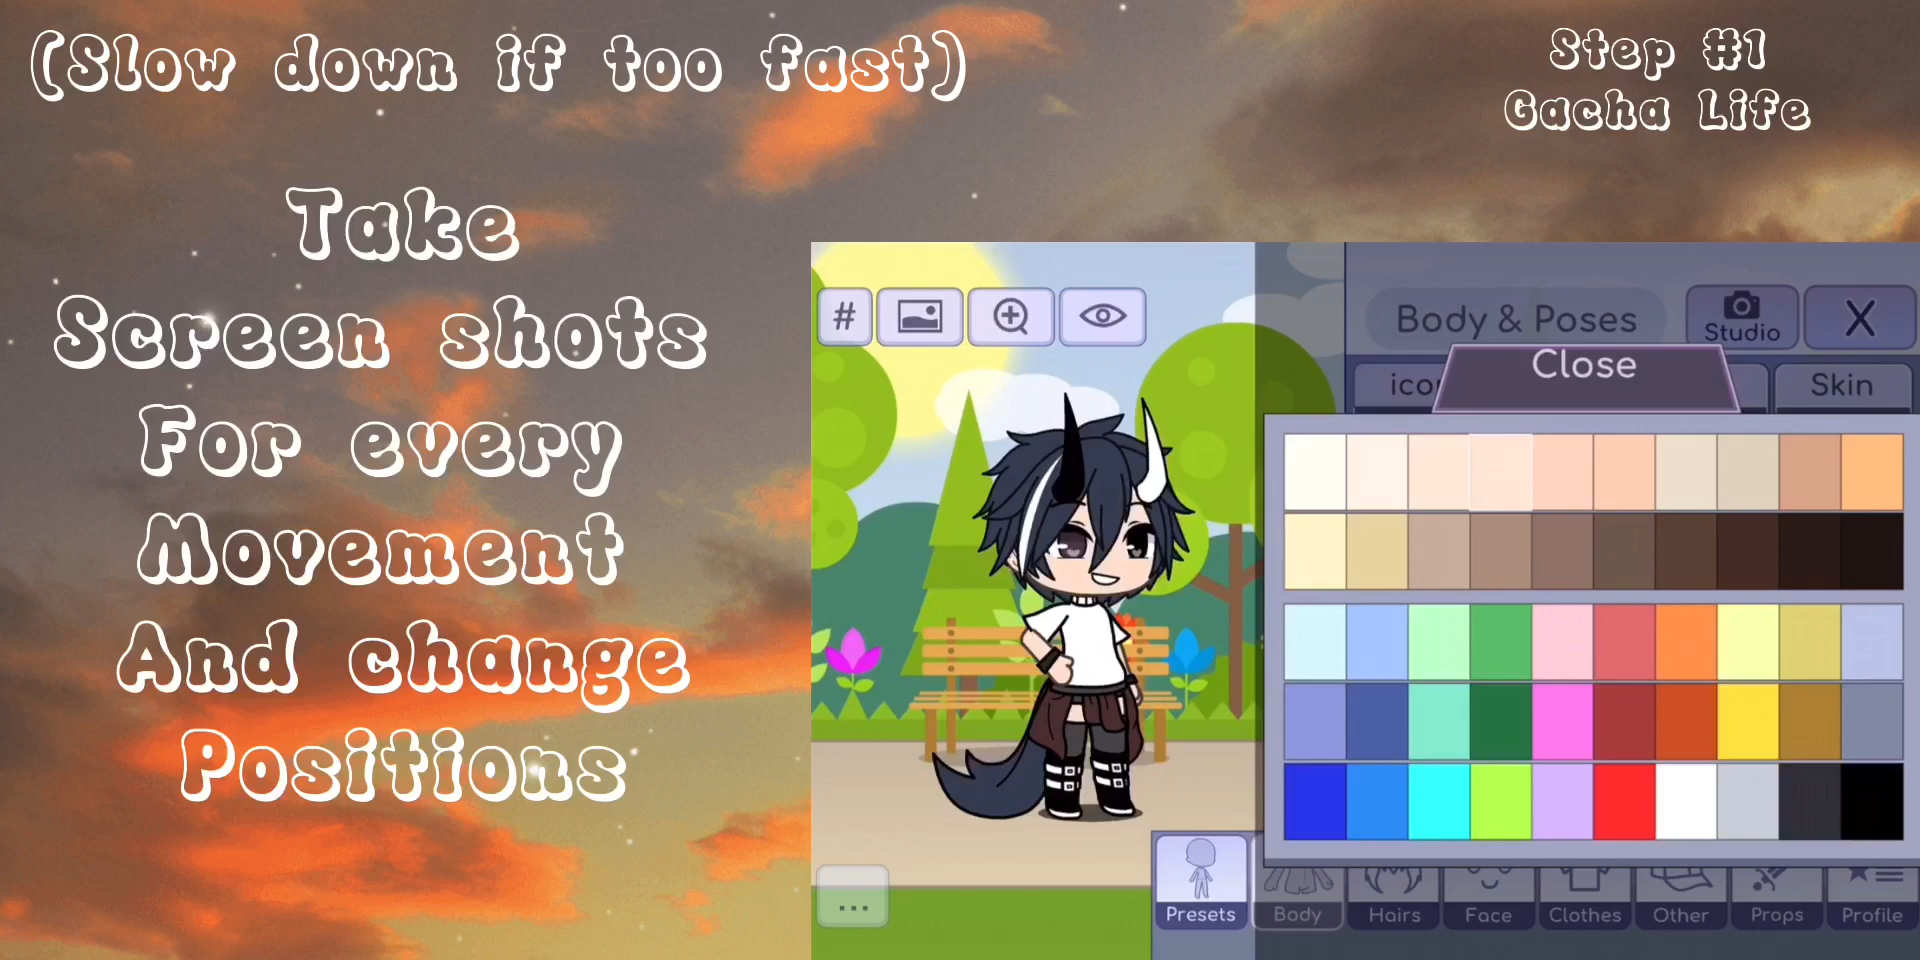 (Slow down if too fast)
Step #1
Gacha Life
Take
Screen shots
For every
Movement
And change
Positions
#
Body & Poses
Studio
X
Close
Skin
...
Presets
Body
Hairs
Face
Clothes
Other
Props
Profile